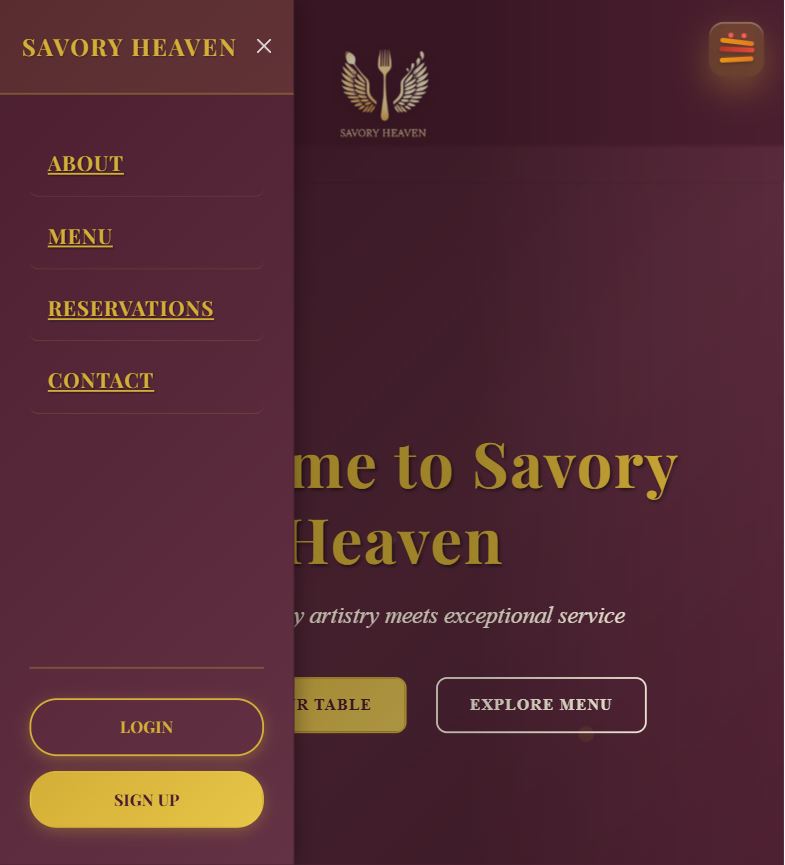 SAVORY HEAVEN
SAVORY HEAVEN
ABOUT
MENU
RESERVATIONS
CONTACT
me to Savory
Heaven
y artistry meets exceptional service
R TABLE
EXPLORE MENU
LOGIN
SIGN UP